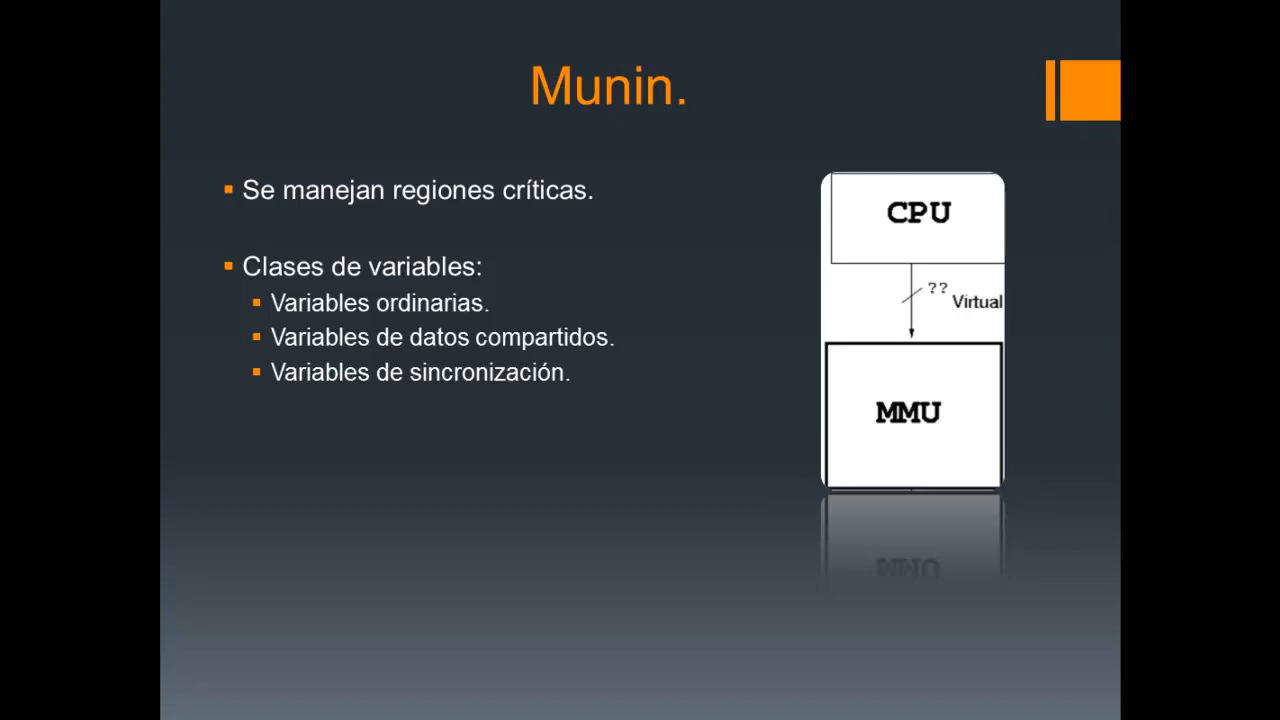 Munin.
Se manejan regiones críticas.
Clases de variables:
Variables ordinarias.
Variables de datos compartidos.
Variables de sincronización.
CPU
??
Virtual
MMU